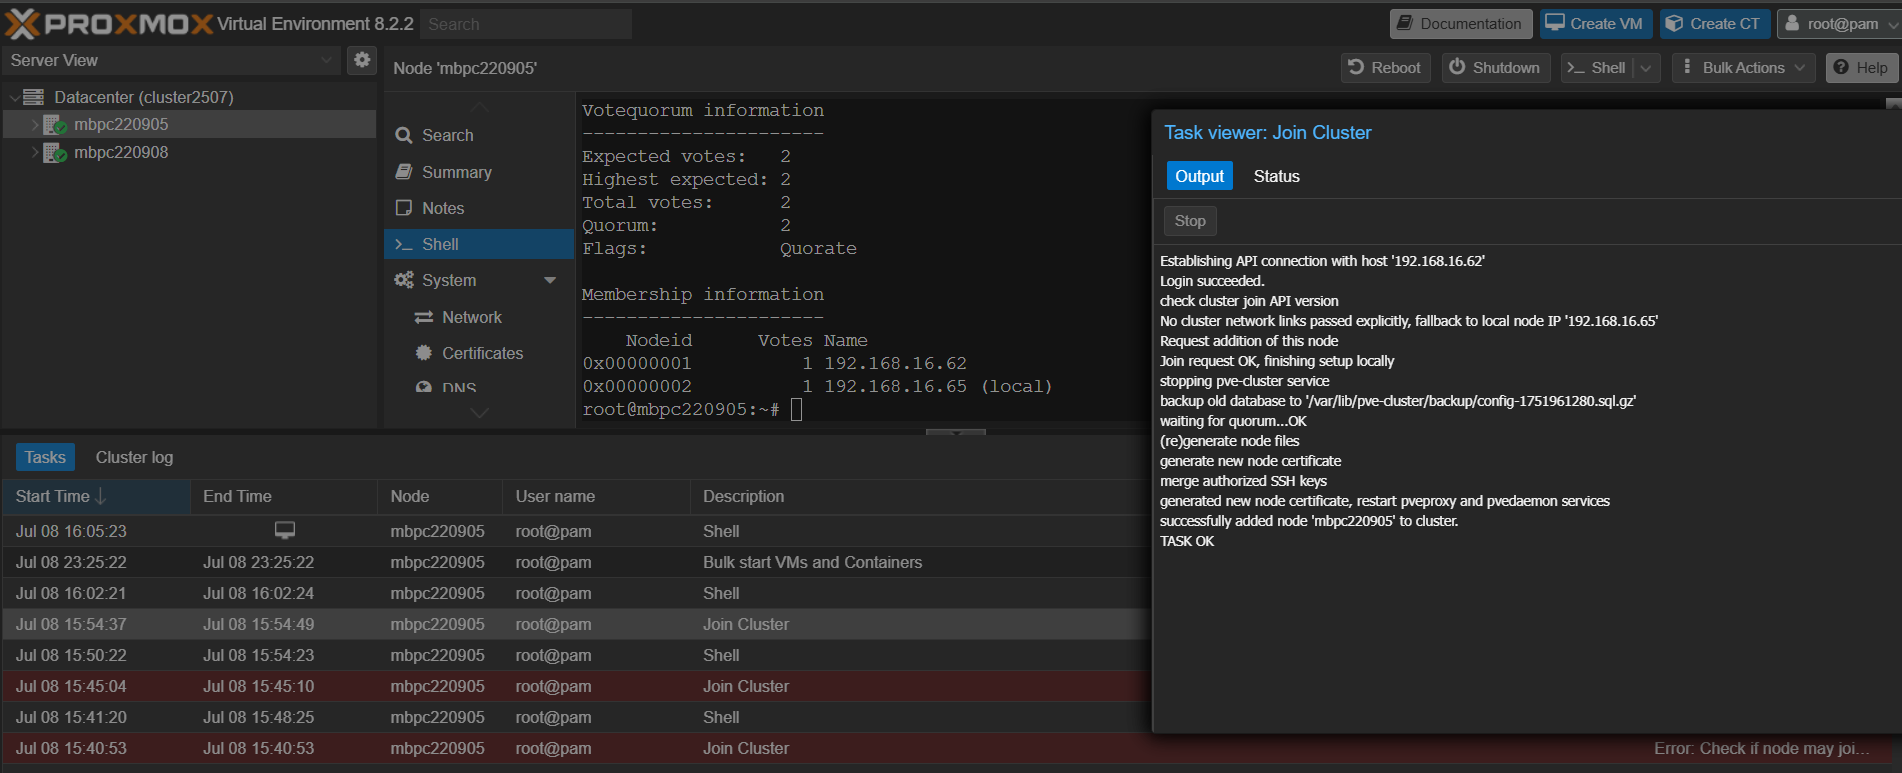 PROXMOX Virtual Environment 8.2.2 Search Documentation Create VM Create CT root@pam
Server View
Node 'mbpc220905' Reboot Shutdown Shell Bulk Actions Help
Datacenter (cluster2507)
mbpc220905
mbpc220908
Search
Summary
Notes
Shell
System
Network
Certificates
DNS
Votequorum information
----------------------
Expected votes: 2
Highest expected: 2
Total votes: 2
Quorum: 2
Flags: Quorate
Membership information
----------------------
Nodeid Votes Name
0x00000001 1 192.168.16.62
0x00000002 1 192.168.16.65 (local)
root@mbpc220905:~#
Task viewer: Join Cluster
Output Status
Stop
Establishing API connection with host '192.168.16.62'
Login succeeded.
check cluster join API version
No cluster network links passed explicitly, fallback to local node IP '192.168.16.65'
Request addition of this node
Join request OK, finishing setup locally
stopping pve-cluster service
backup old database to '/var/lib/pve-cluster/backup/config-1751961280.sql.gz'
waiting for quorum...OK
(re)generate node files
generate new node certificate
merge authorized SSH keys
generated new node certificate, restart pveproxy and pvedaemon services
successfully added node 'mbpc220905' to cluster.
TASK OK
Tasks Cluster log
Start Time End Time Node User name Description
Jul 08 16:05:23 mbpc220905 root@pam Shell
Jul 08 23:25:22 Jul 08 23:25:22 mbpc220905 root@pam Bulk start VMs and Containers
Jul 08 16:02:21 Jul 08 16:02:24 mbpc220905 root@pam Shell
Jul 08 15:54:37 Jul 08 15:54:49 mbpc220905 root@pam Join Cluster
Jul 08 15:50:22 Jul 08 15:54:23 mbpc220905 root@pam Shell
Jul 08 15:45:04 Jul 08 15:45:10 mbpc220905 root@pam Join Cluster
Jul 08 15:41:20 Jul 08 15:48:25 mbpc220905 root@pam Shell
Jul 08 15:40:53 Jul 08 15:40:53 mbpc220905 root@pam Join Cluster Error: Check if node may joi...